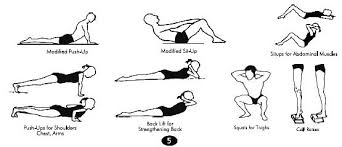 Modified Push-Up
Modified Sit-Up
Situps for Abdominal Muscles
Push-Ups for Shoulders
Chest, Arms
Back Lift for
Strengthening Back
Squats for Thighs
Calf Raises
5